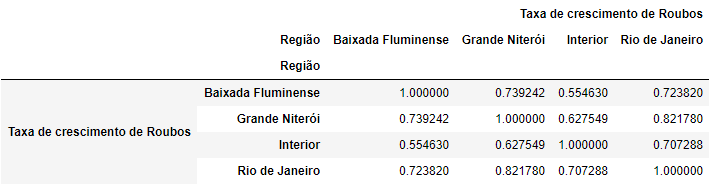 Taxa de crescimento de Roubos
Região Baixada Fluminense Grande Niterói Interior Rio de Janeiro
Região
Baixada Fluminense 1.000000 0.739242 0.554630 0.723820
Grande Niterói 0.739242 1.000000 0.627549 0.821780
Taxa de crescimento de Roubos
Interior 0.554630 0.627549 1.000000 0.707288
Rio de Janeiro 0.723820 0.821780 0.707288 1.000000